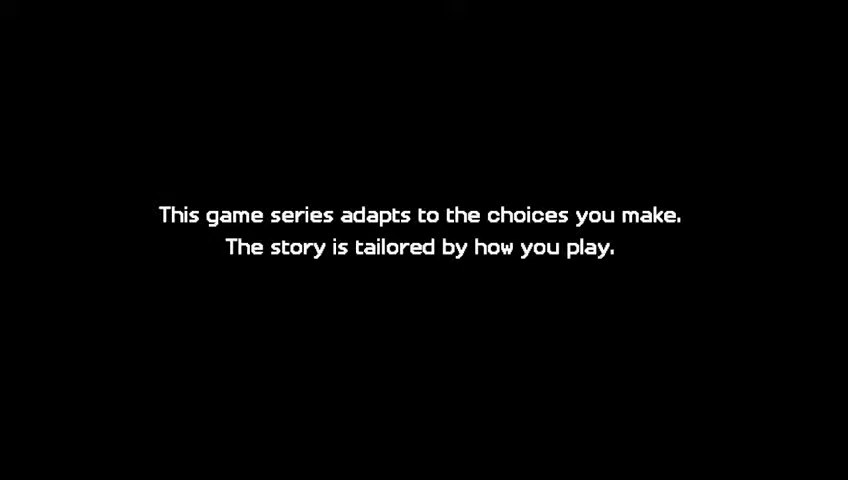 This game series adapts to the choices you make.
The story is tailored by how you play.